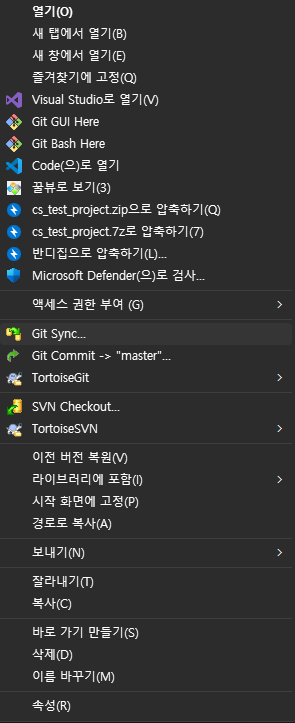 열기(O)
새 탭에서 열기(B)
새 창에서 열기(E)
즐겨찾기에 고정(Q)
Visual Studio로 열기(V)
Git GUI Here
Git Bash Here
Code(으)로 열기
꿀뷰로 보기(3)
cs_test_project.zip으로 압축하기(Q)
cs_test_project.7z로 압축하기(7)
반디집으로 압축하기(L)...
Microsoft Defender(으)로 검사...
액세스 권한 부여 (G)
Git Sync...
Git Commit -> "master"...
TortoiseGit
SVN Checkout...
TortoiseSVN
이전 버전 복원(V)
라이브러리에 포함(I)
시작 화면에 고정(P)
경로로 복사(A)
보내기(N)
잘라내기(T)
복사(C)
바로 가기 만들기(S)
삭제(D)
이름 바꾸기(M)
속성(R)